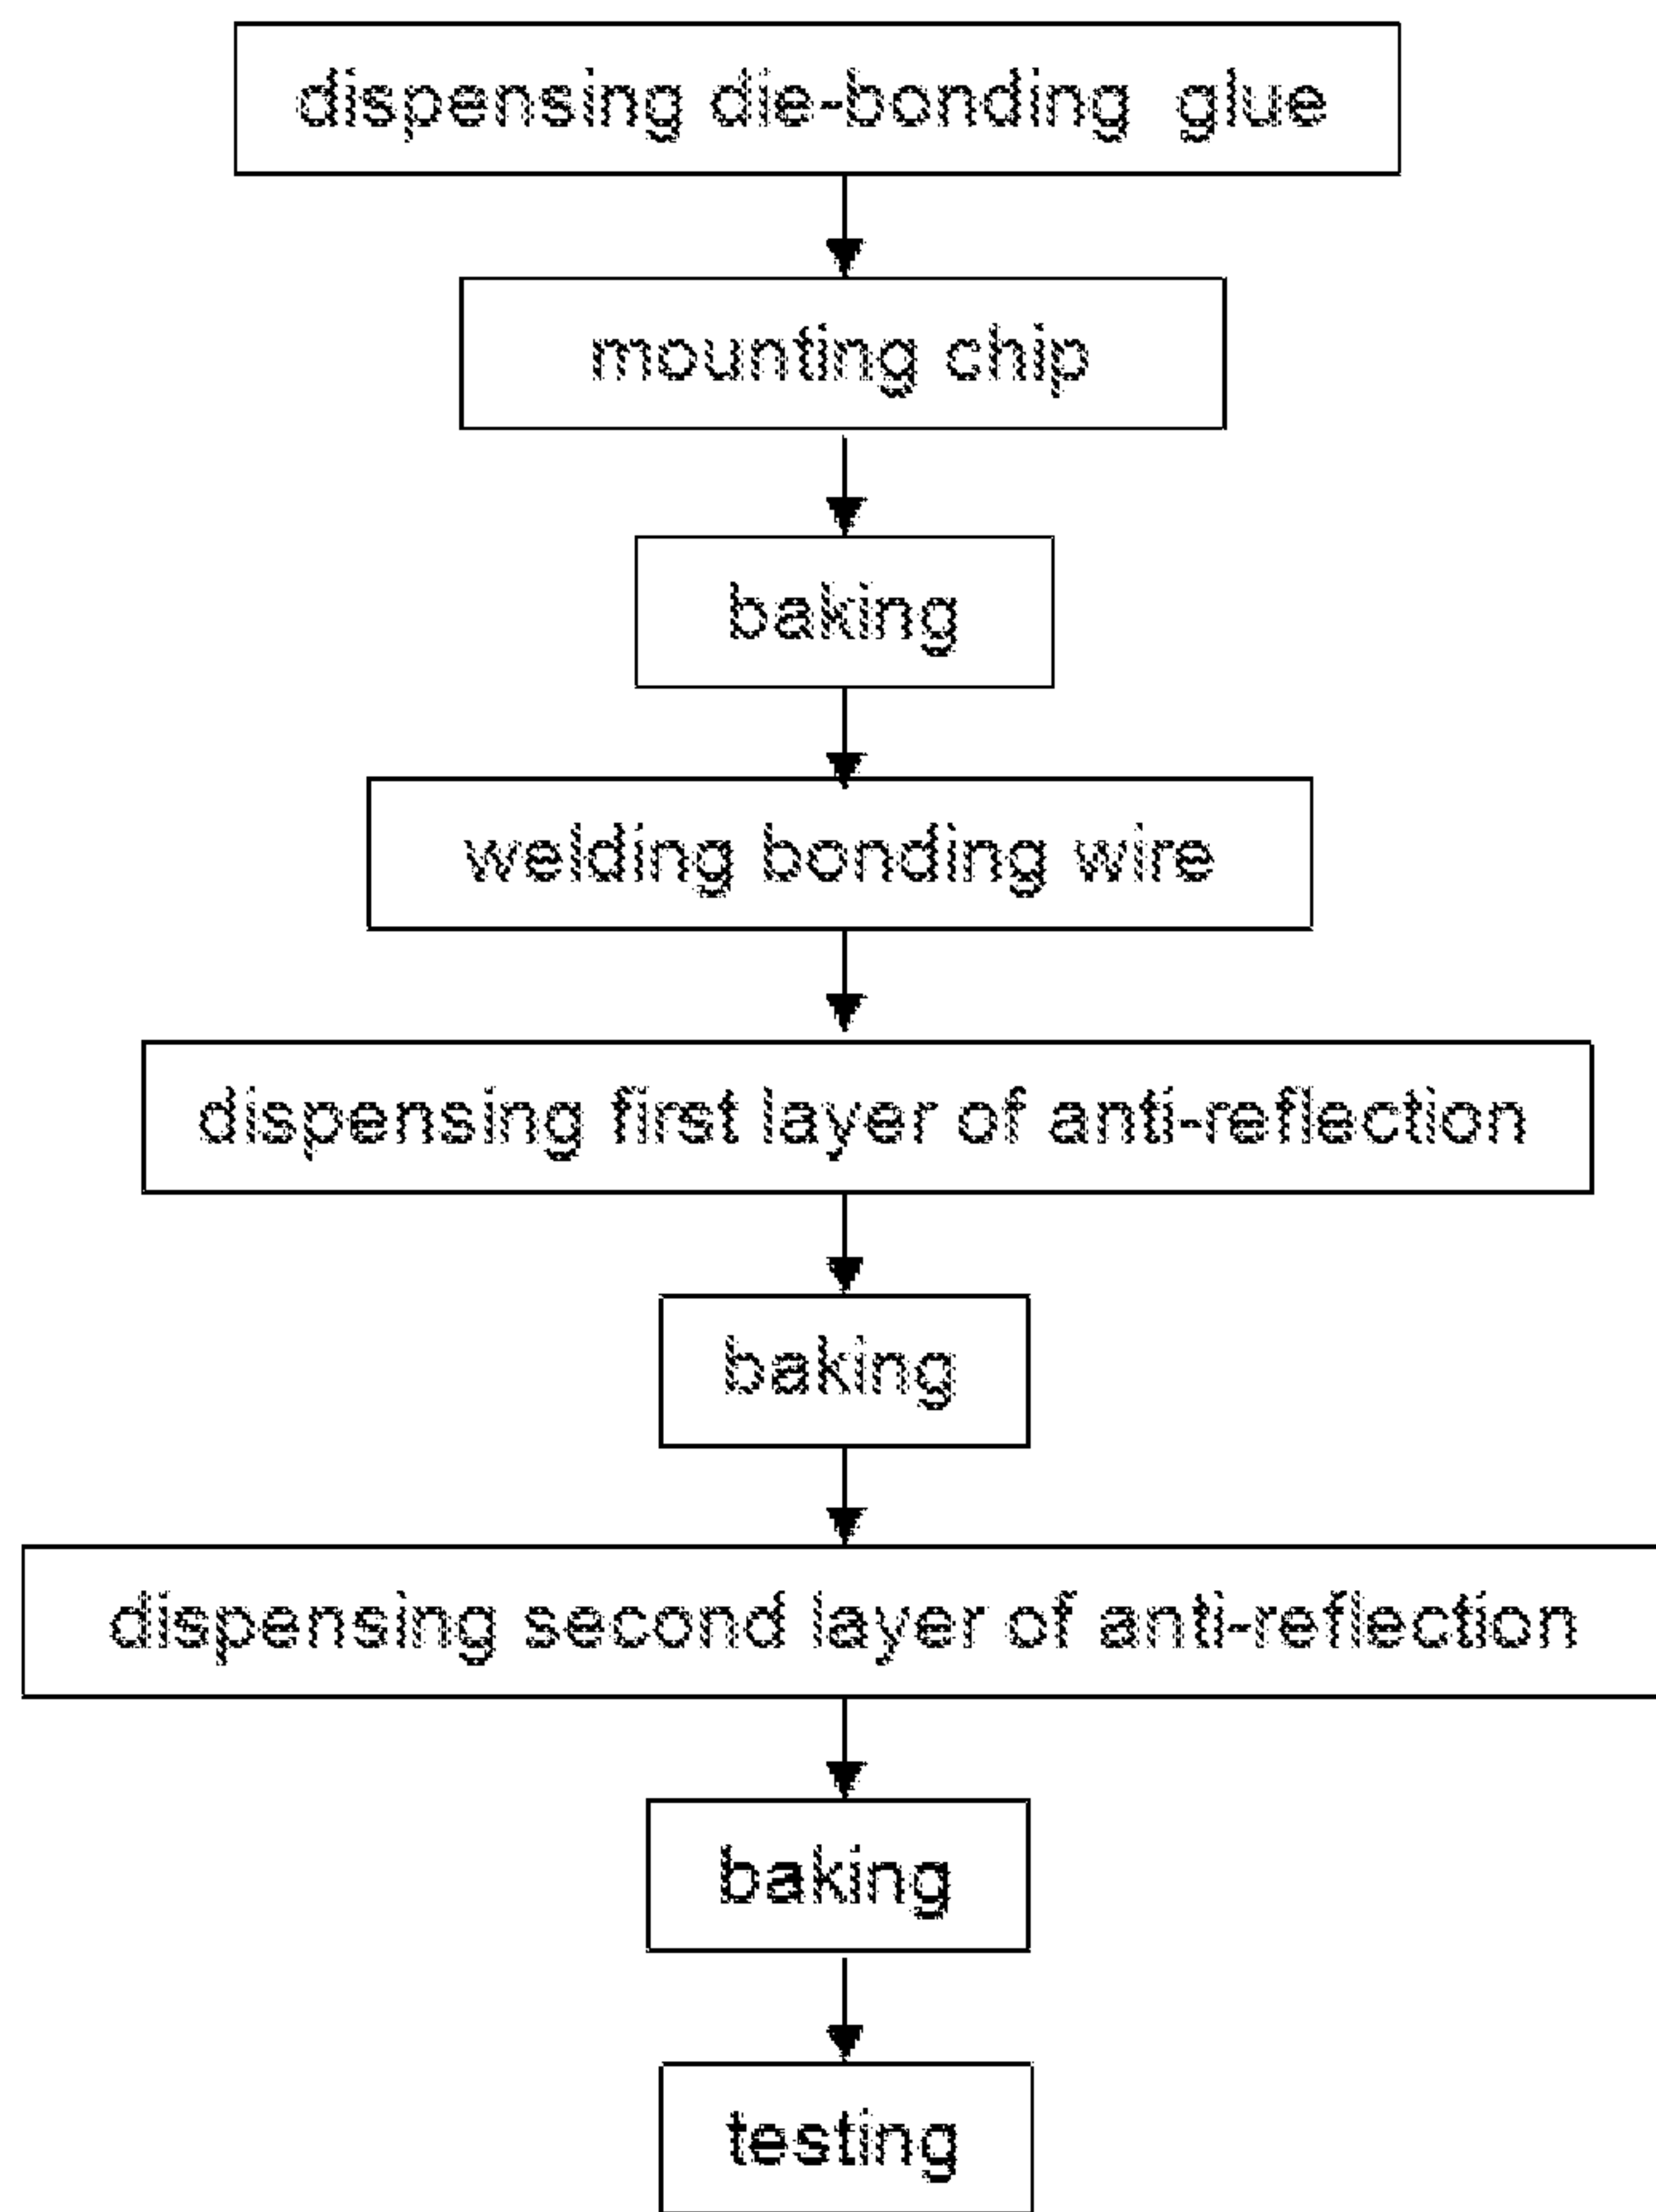 dispensing die-bonding glue
mounting chip
baking
welding bonding wire
dispensing first layer of anti-reflection
baking
dispensing second layer of anti-reflection
baking
testing